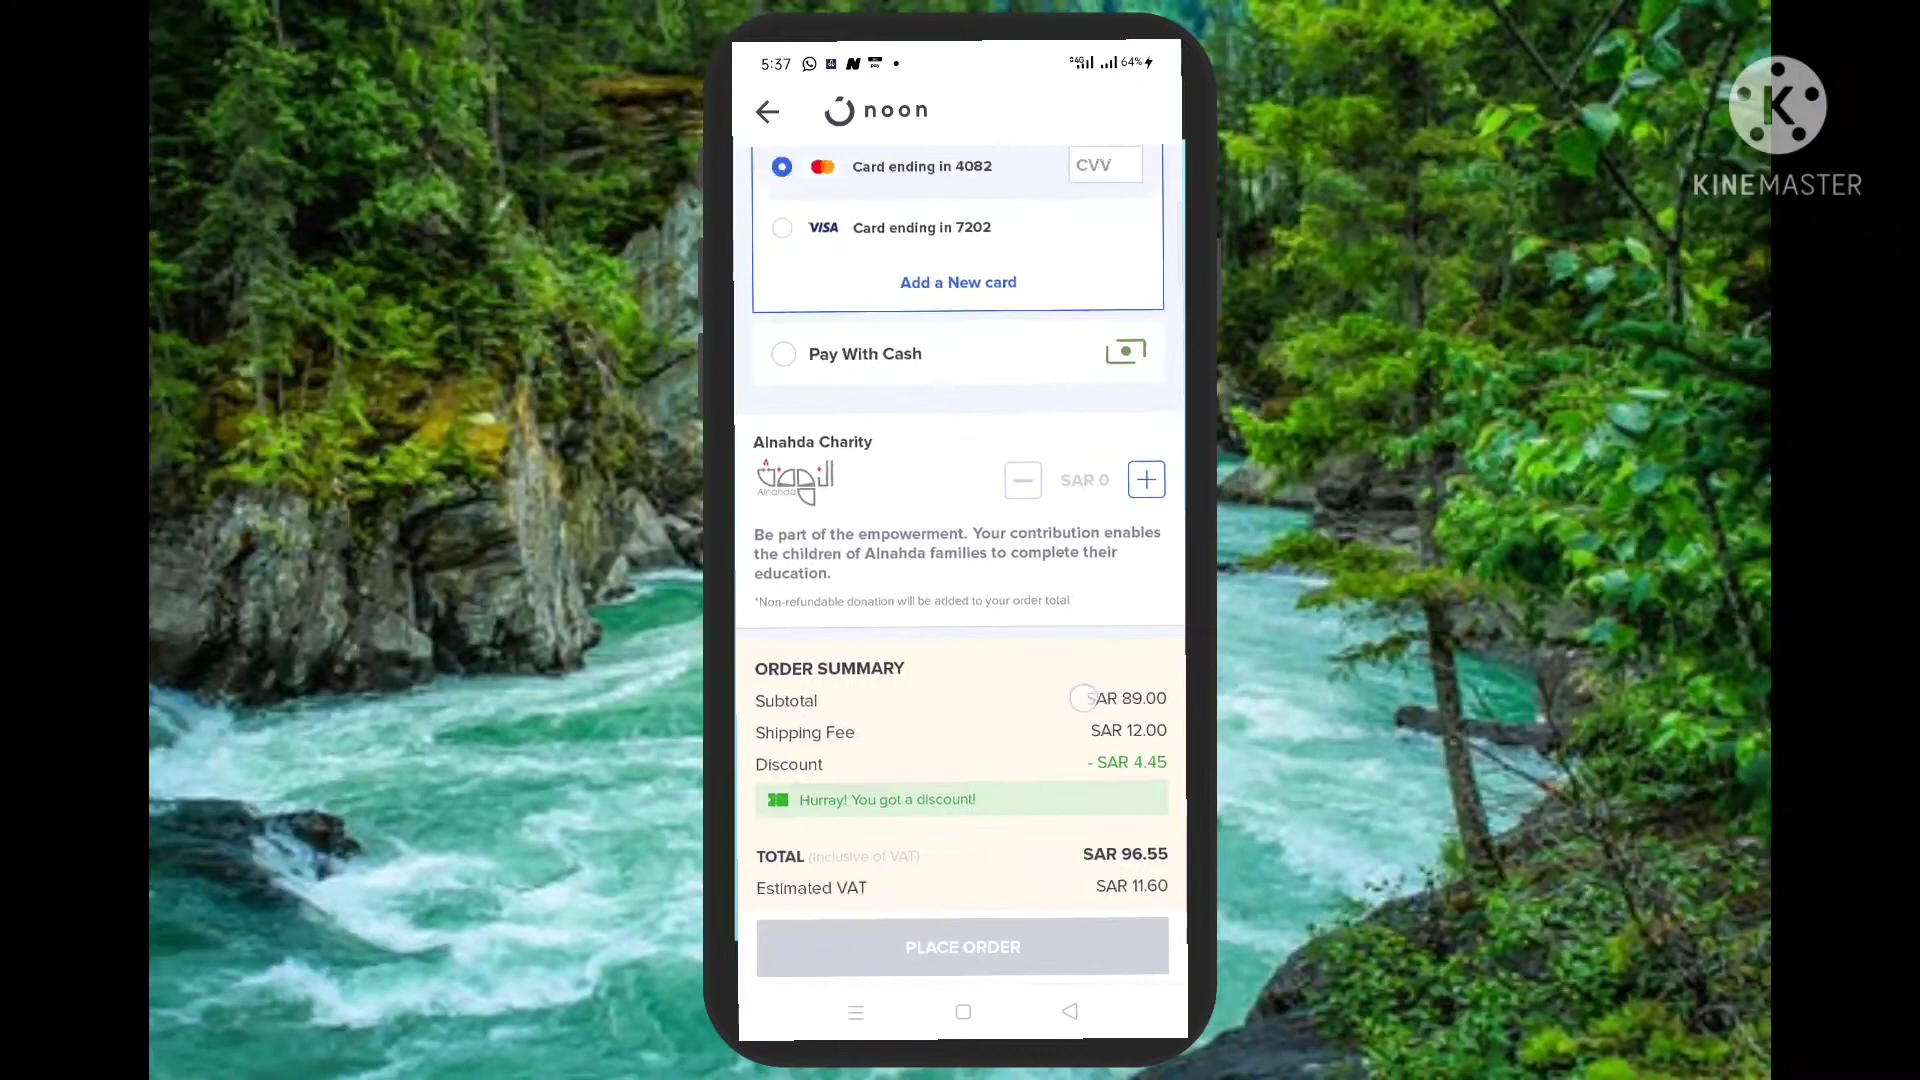 5:37
4G
64%
noon
Card ending in 4082
CVV
VISA
Card ending in 7202
Add a New card
Pay With Cash
Alnahda Charity
النهضة
Alnahda
SAR 0
Be part of the empowerment. Your contribution enables
the children of Alnahda families to complete their
education.
*Non-refundable donation will be added to your order total
ORDER SUMMARY
Subtotal
SAR 89.00
Shipping Fee
SAR 12.00
Discount
- SAR 4.45
Hurray! You got a discount!
TOTAL (Inclusive of VAT)
SAR 96.55
Estimated VAT
SAR 11.60
PLACE ORDER
K
KINEMASTER